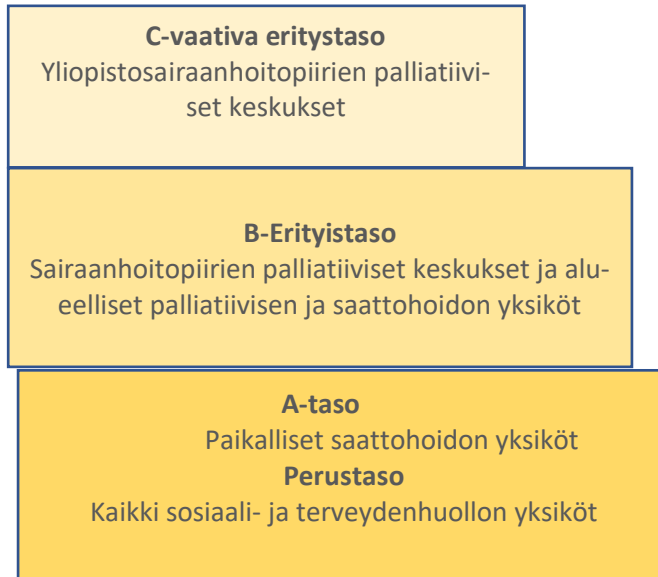 C-vaativa eritystaso
Yliopistosairaanhoitopiirien palliatiivi-
set keskukset
B-Erityistaso
Sairaanhoitopiirien palliatiiviset keskukset ja alu-
eelliset palliatiivisen ja saattohoidon yksiköt
A-taso
Paikalliset saattohoidon yksiköt
Perustaso
Kaikki sosiaali- ja terveydenhuollon yksiköt